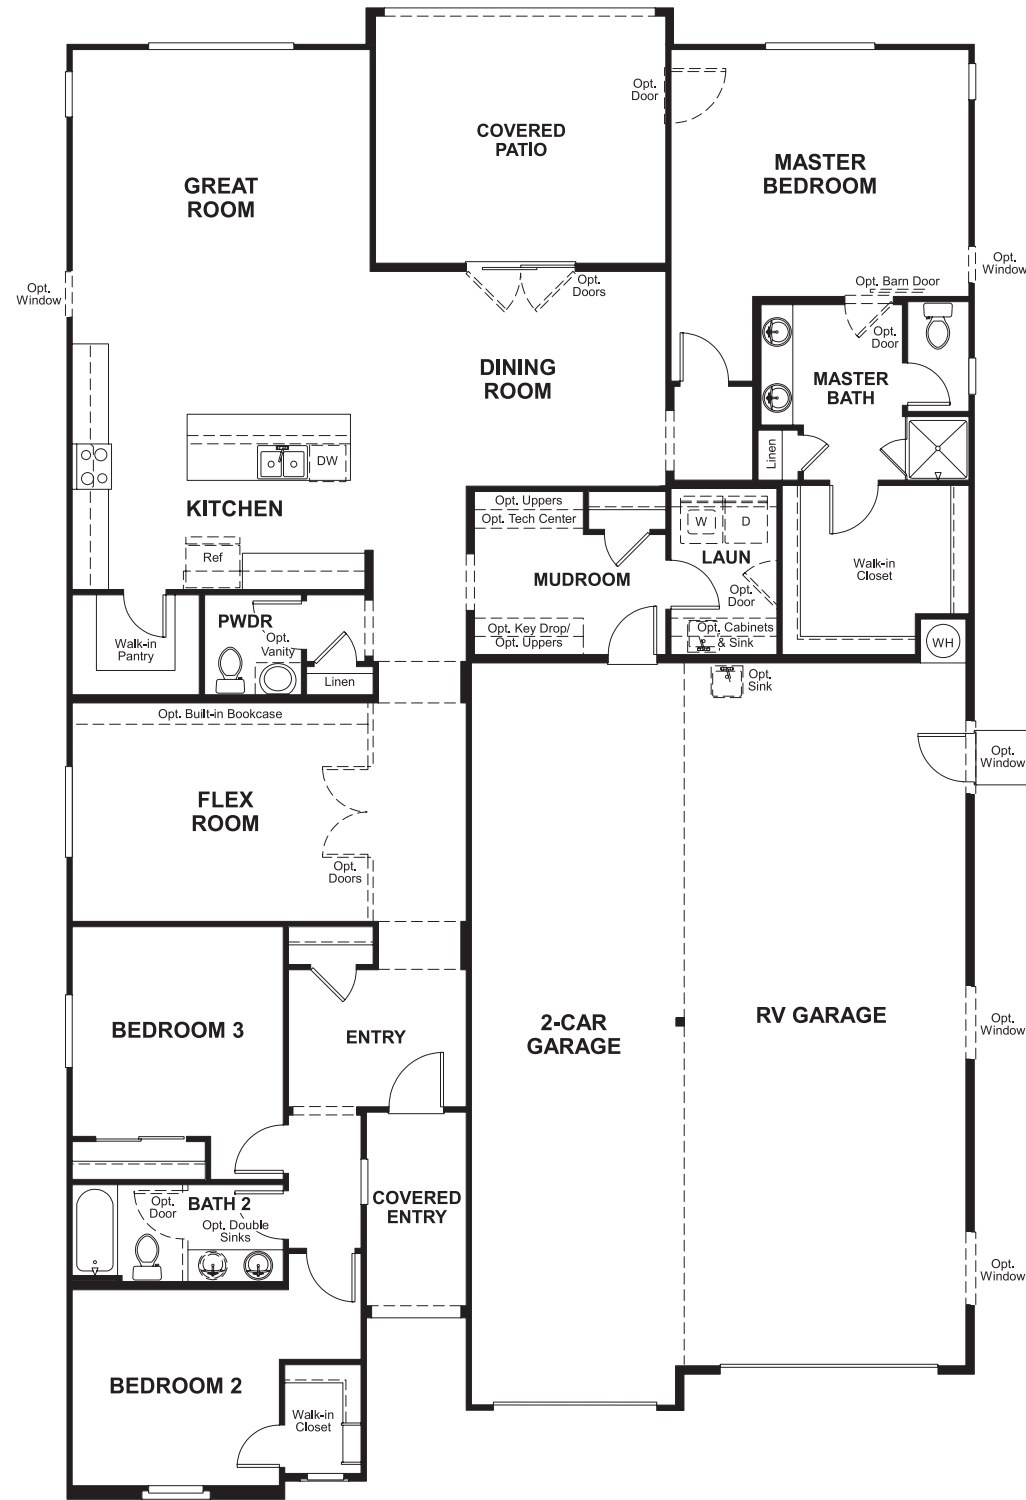 COVERED
PATIO
Opt.
Door
GREAT
ROOM
MASTER
BEDROOM
Opt.
Window
Opt.
Window
Opt.
Doors
Opt. Barn Door
Opt.
Door
DINING
ROOM
MASTER
BATH
Linen
DW
KITCHEN
Ref
Opt. Uppers
Opt. Tech Center
W
D
LAUN
MUDROOM
Opt.
Door
Walk-in
Closet
Opt. Key Drop/
Opt. Uppers
Opt. Cabinets
& Sink
WH
Walk-in
Pantry
PWDR
Opt.
Vanity
Linen
Opt.
Sink
Opt. Built-in Bookcase
Opt.
Window
FLEX
ROOM
Opt.
Doors
BEDROOM 3
ENTRY
2-CAR
GARAGE
RV GARAGE
Opt.
Window
Opt.
Door
BATH 2
Opt. Double
Sinks
COVERED
ENTRY
Opt.
Window
BEDROOM 2
Walk-in
Closet